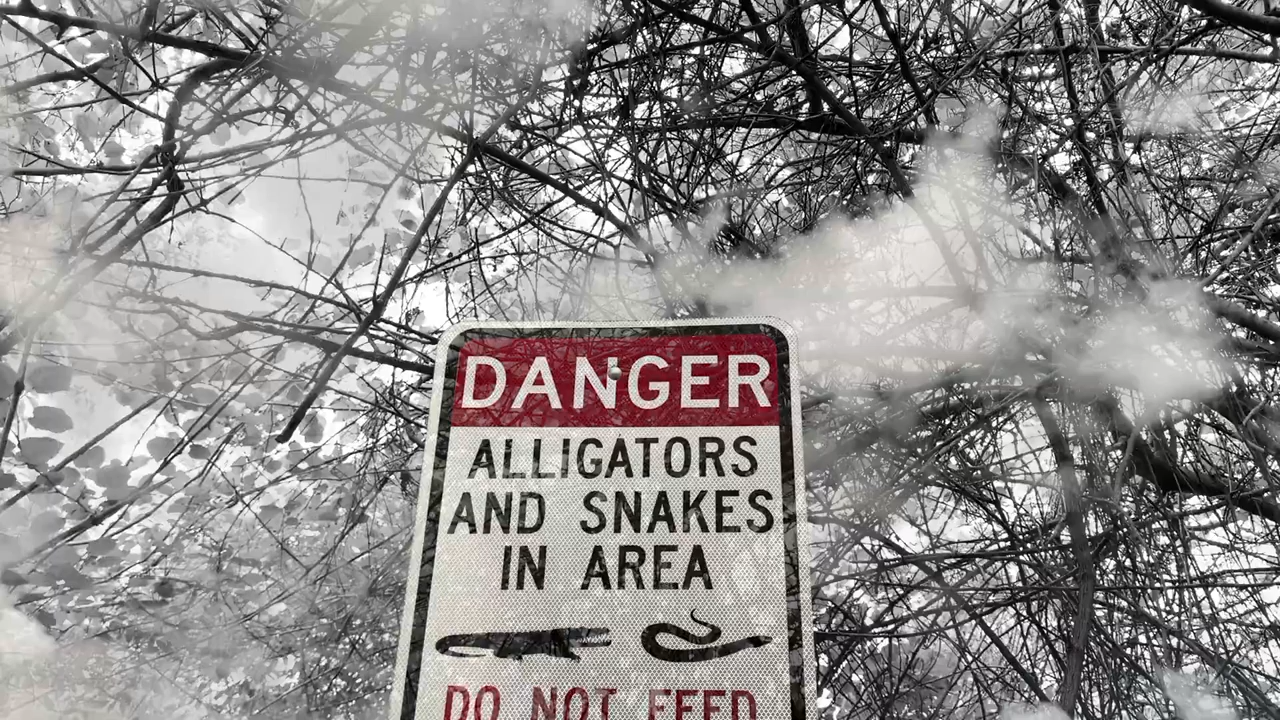 DANGER
ALLIGATORS
AND SNAKES
IN AREA
DO NOT FEED